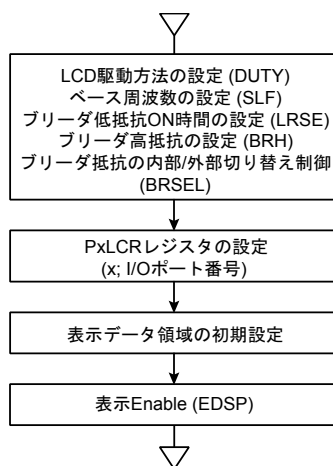 LCD駆動方法の設定 (DUTY)
ベース周波数の設定 (SLF)
ブリーダ低抵抗ON時間の設定 (LRSE)
ブリーダ高抵抗の設定 (BRH)
ブリーダ抵抗の内部/外部切り替え制御
(BRSEL)
PxLCRレジスタの設定
(x; I/Oポート番号)
表示データ領域の初期設定
表示Enable (EDSP)